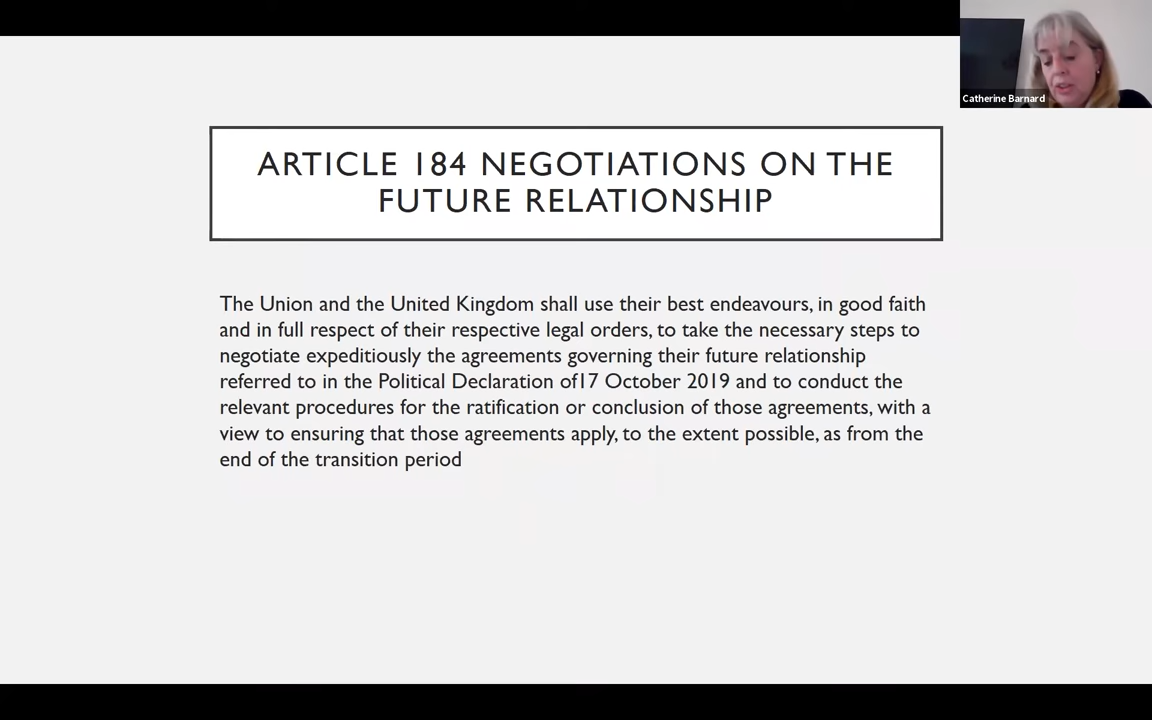 Catherine Barnard
ARTICLE 184 NEGOTIATIONS ON THE
FUTURE RELATIONSHIP
The Union and the United Kingdom shall use their best endeavours, in good faith
and in full respect of their respective legal orders, to take the necessary steps to
negotiate expeditiously the agreements governing their future relationship
referred to in the Political Declaration of17 October 2019 and to conduct the
relevant procedures for the ratification or conclusion of those agreements, with a
view to ensuring that those agreements apply, to the extent possible, as from the
end of the transition period